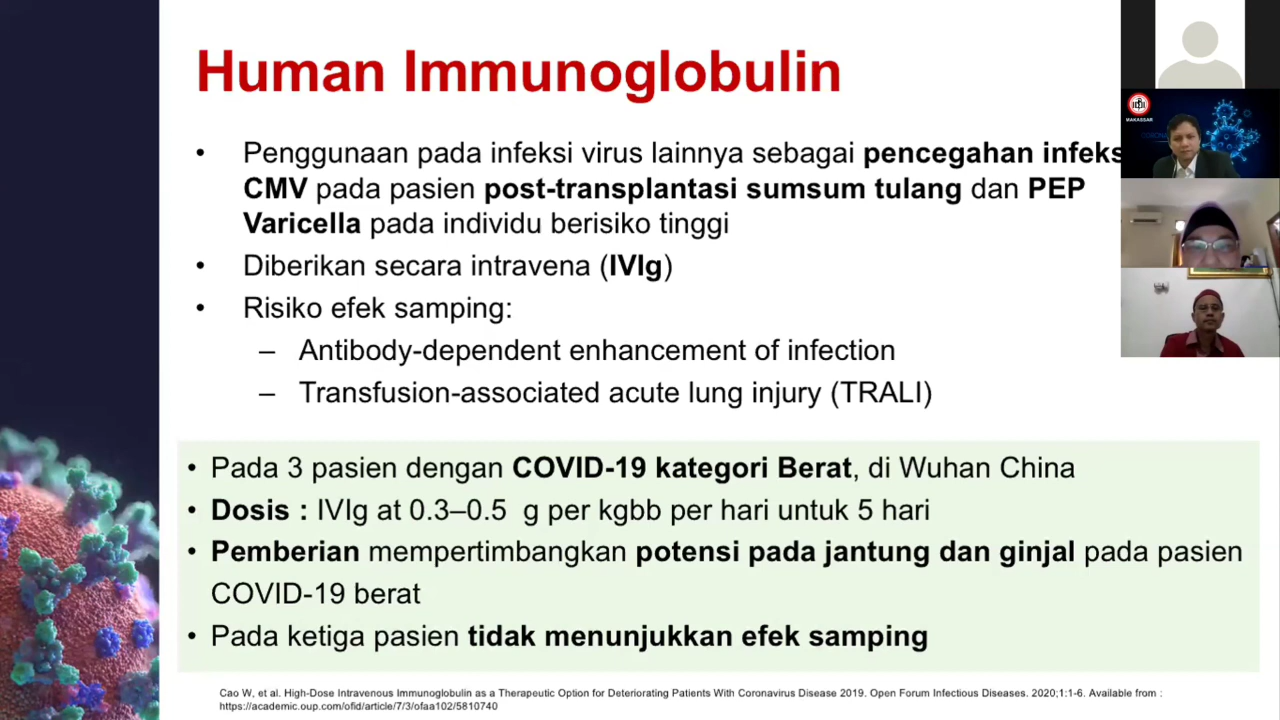 Human Immunoglobulin
• Penggunaan pada infeksi virus lainnya sebagai pencegahan infeks
CMV pada pasien post-transplantasi sumsum tulang dan PEP
Varicella pada individu berisiko tinggi
• Diberikan secara intravena (IVIg)
• Risiko efek samping:
– Antibody-dependent enhancement of infection
– Transfusion-associated acute lung injury (TRALI)
• Pada 3 pasien dengan COVID-19 kategori Berat, di Wuhan China
• Dosis : IVIg at 0.3–0.5 g per kgbb per hari untuk 5 hari
• Pemberian mempertimbangkan potensi pada jantung dan ginjal pada pasien
COVID-19 berat
• Pada ketiga pasien tidak menunjukkan efek samping
Cao W, et al. High-Dose Intravenous Immunoglobulin as a Therapeutic Option for Deteriorating Patients With Coronavirus Disease 2019. Open Forum Infectious Diseases. 2020;1:1-6. Available from :
https://academic.oup.com/ofid/article/7/3/ofaa102/5810740
MAKASSAR